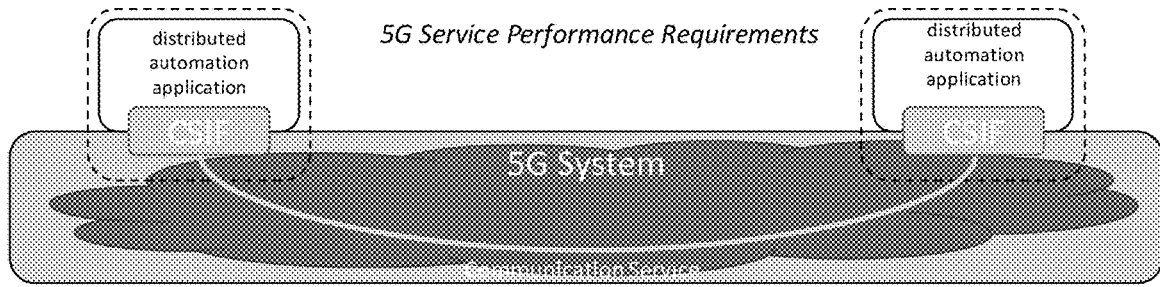 distributed
automation
application
CSIF
5G Service Performance Requirements
distributed
automation
application
CSIF
5G System
Communication Service